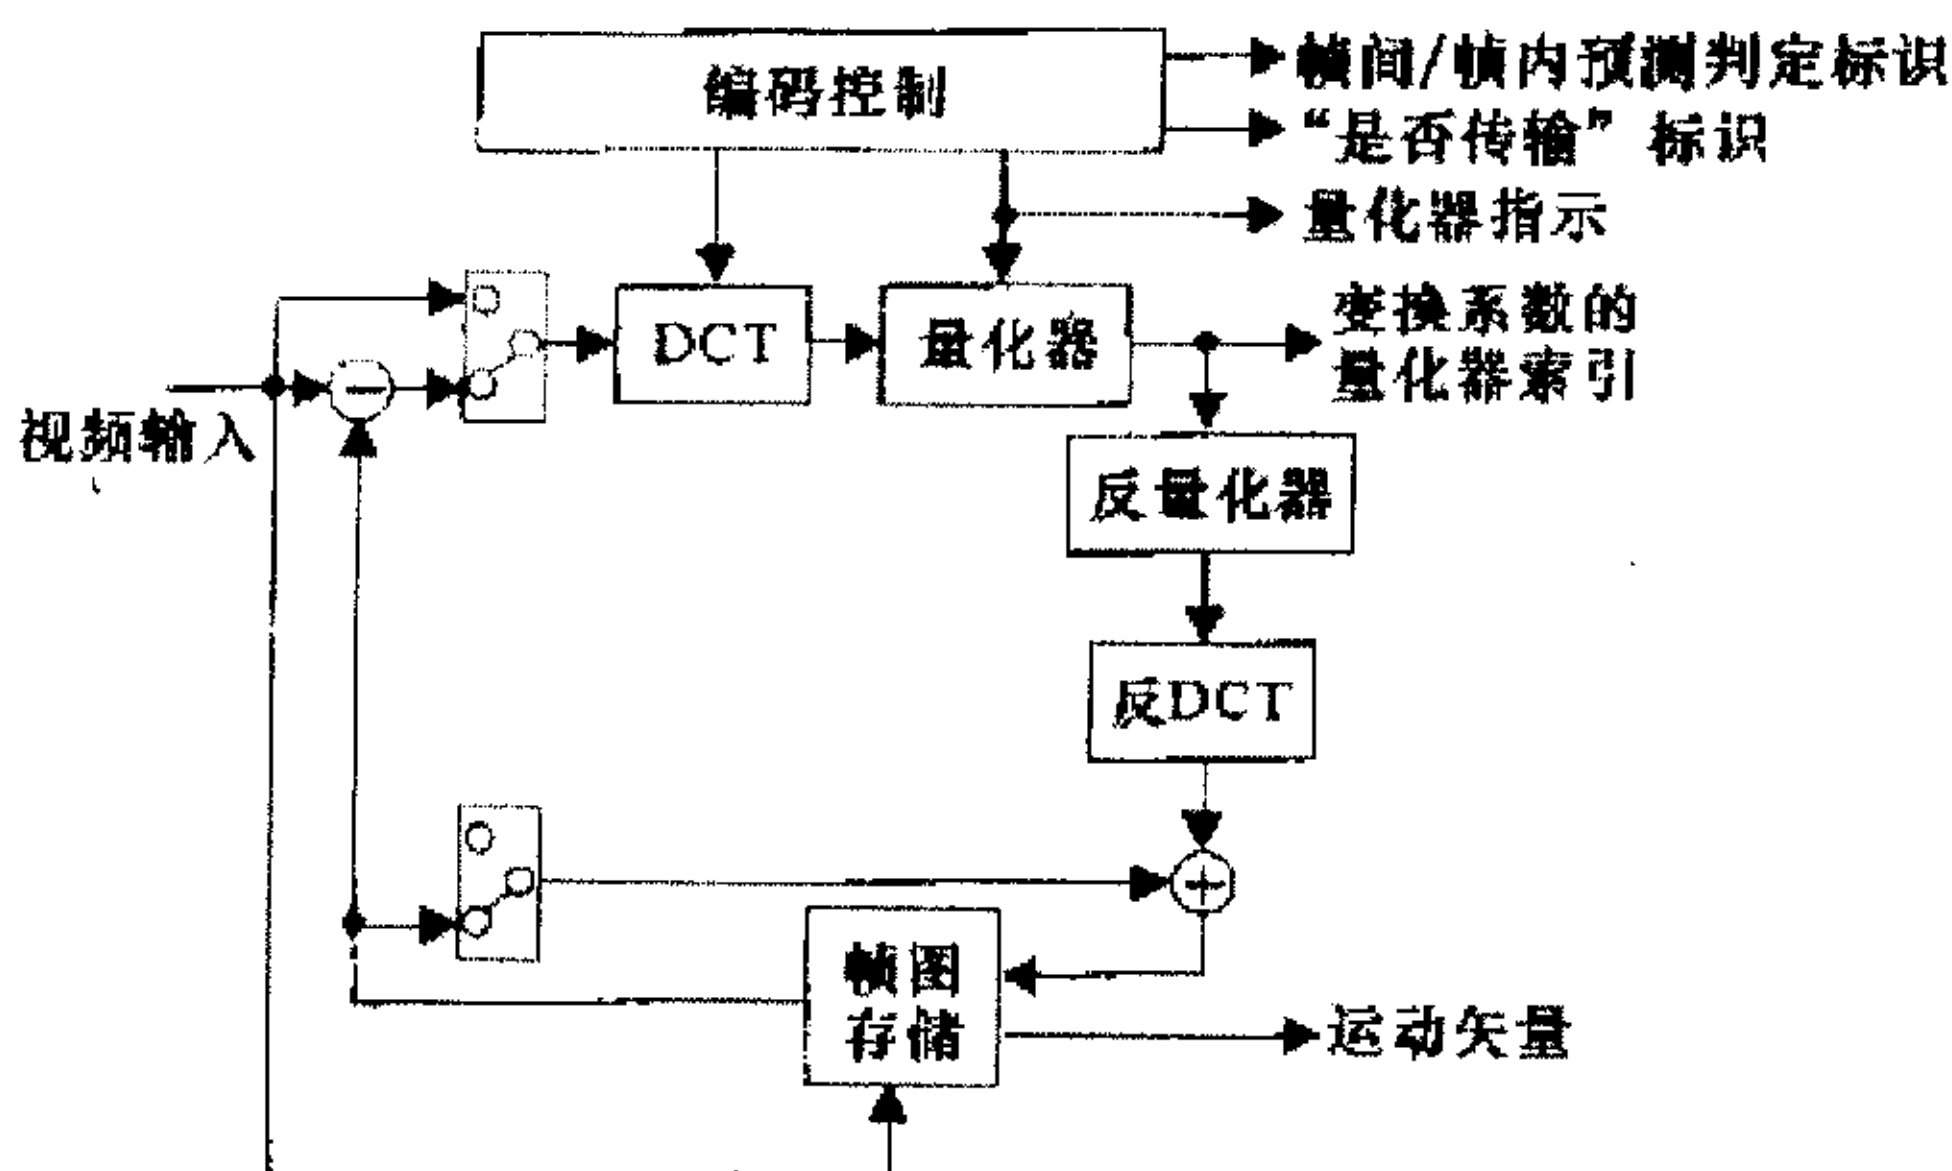 编码控制
帧间/帧内预测判定标识
“是否传输”标识
量化器指示
DCT
量化器
变换系数的
量化器索引
视频输入
反量化器
反DCT
帧图
存储
运动矢量